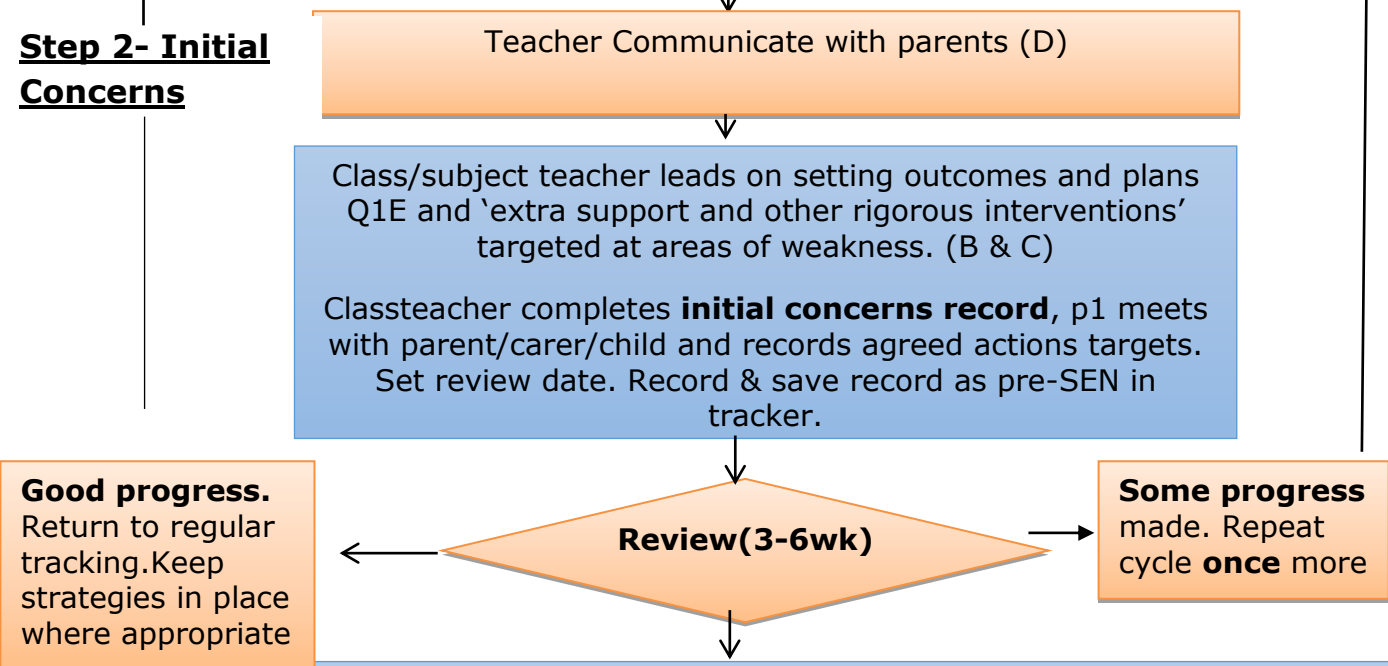 Step 2- Initial
Concerns
Teacher Communicate with parents (D)
Class/subject teacher leads on setting outcomes and plans
Q1E and ‘extra support and other rigorous interventions’
targeted at areas of weakness. (B & C)
Classteacher completes initial concerns record, p1 meets
with parent/carer/child and records agreed actions targets.
Set review date. Record & save record as pre-SEN in
tracker.
Good progress.
Return to regular
tracking.Keep
strategies in place
where appropriate
Review(3-6wk)
Some progress
made. Repeat
cycle once more